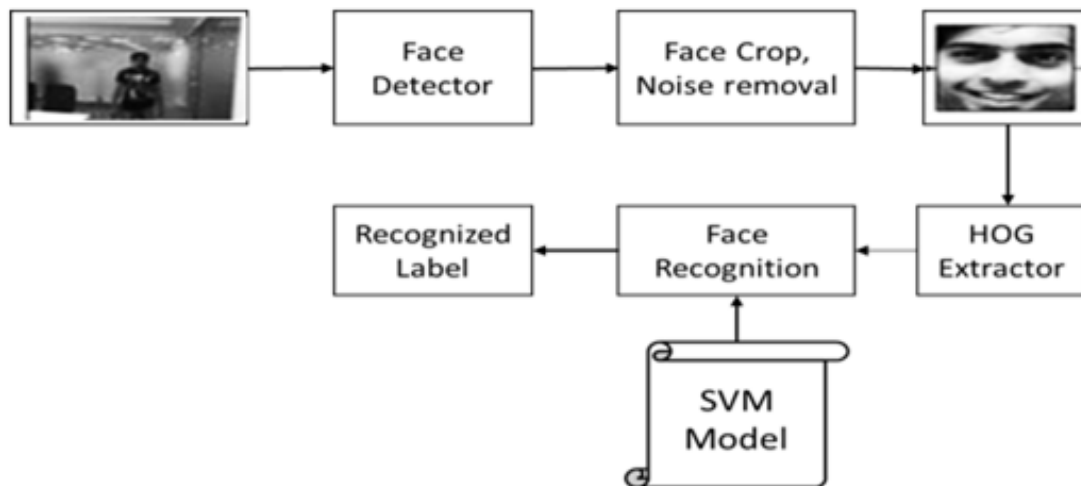 Face
Detector
Face Crop,
Noise removal
Recognized
Label
Face
Recognition
HOG
Extractor
SVM
Model